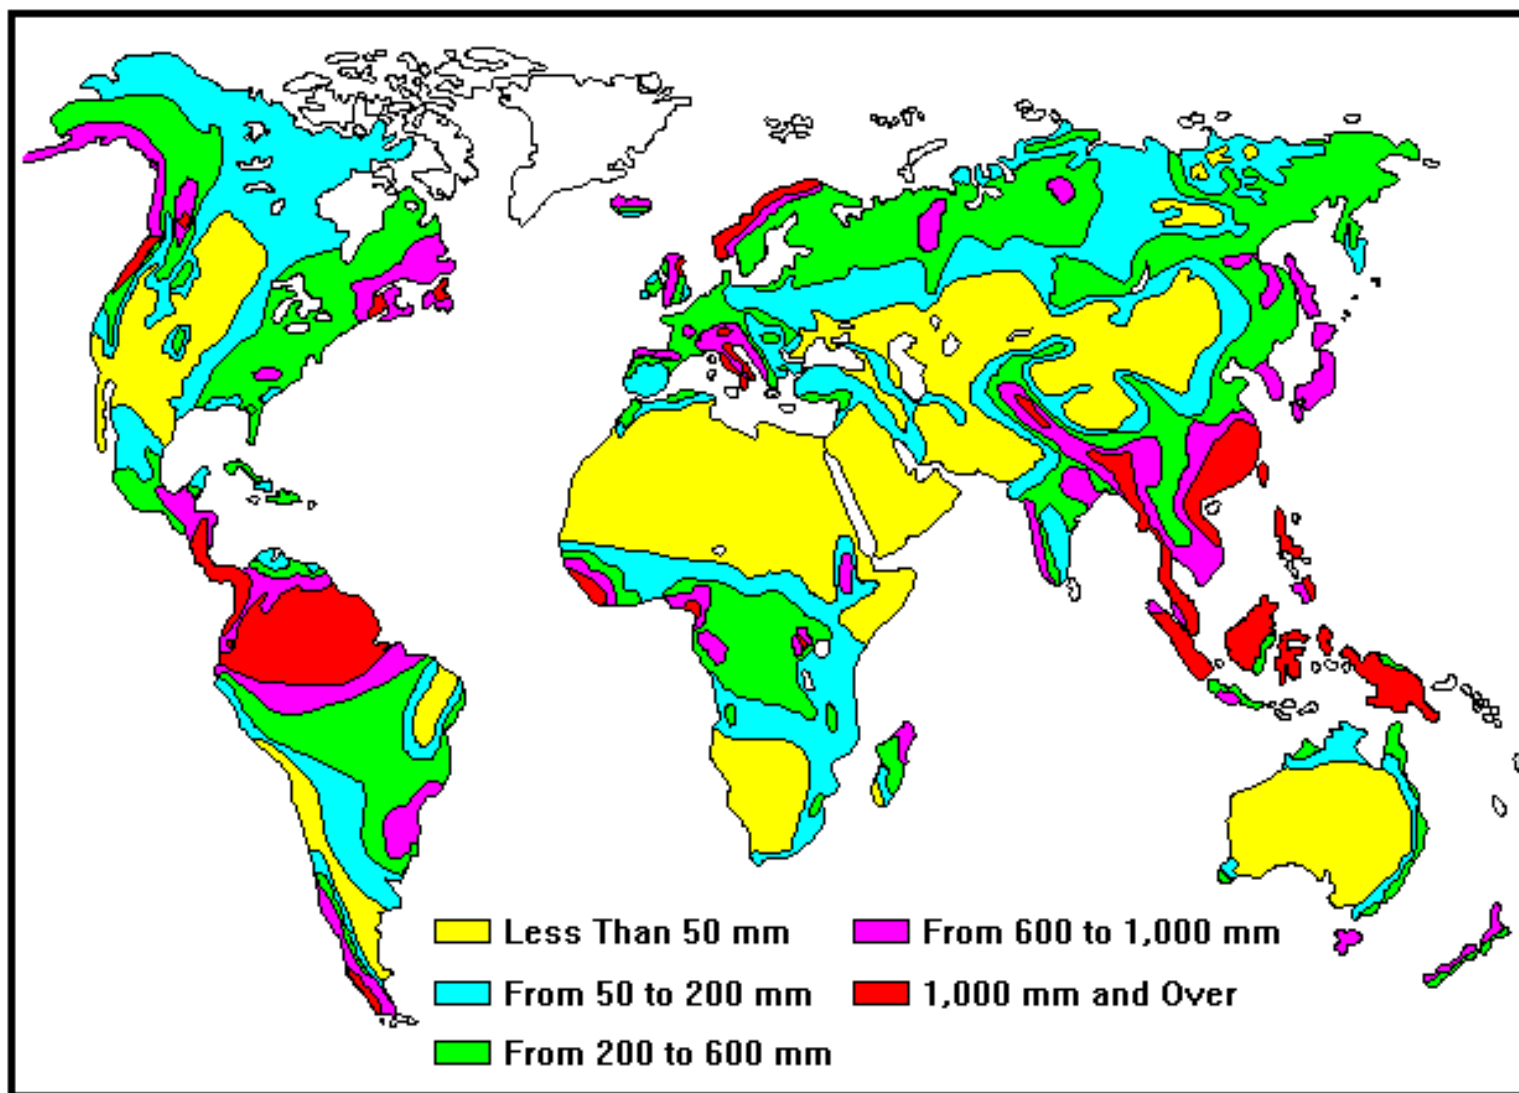 Less Than 50 mm
From 50 to 200 mm
From 200 to 600 mm
From 600 to 1,000 mm
1,000 mm and Over